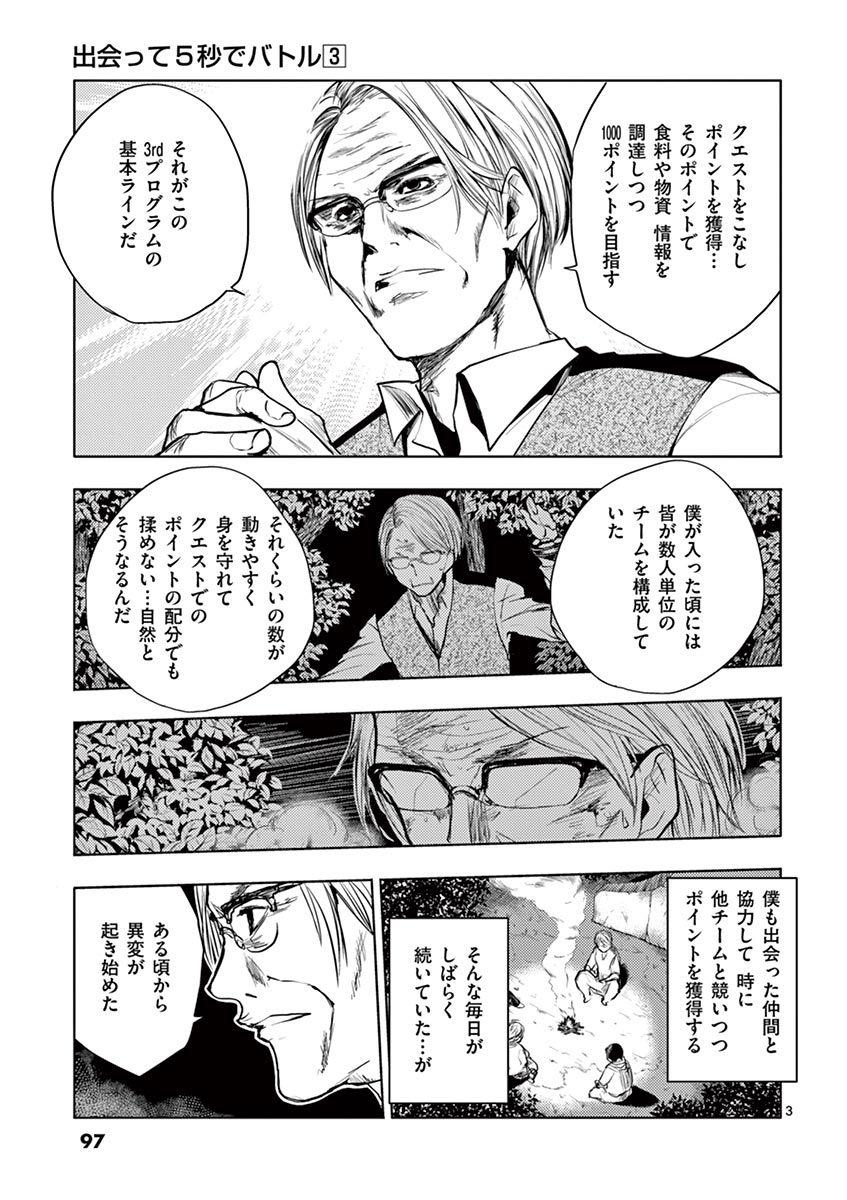 出会って5秒でバトル3
クエストをこなし
ポイントを獲得…
そのポイントで
食料や物資 情報を
調達しつつ
1000ポイントを目指す
それがこの
3rdプログラムの
基本ラインだ
僕が入った頃には
皆が数人単位の
チームを構成して
いた
それくらいの数が
動きやすく
身を守れて
クエストでの
ポイントの配分でも
揉めない…自然と
そうなるんだ
僕も出会った仲間と
協力して 時に
他チームと競いつつ
ポイントを獲得する
そんな毎日が
しばらく
続いていた…が
ある頃から
異変が
起き始めた
3
97